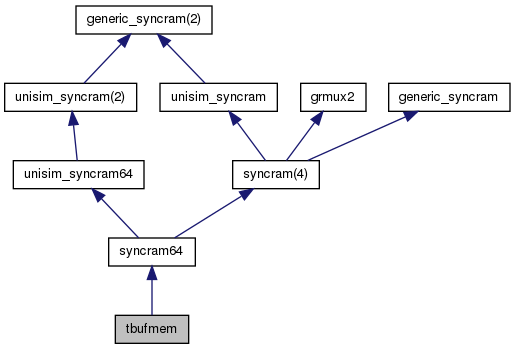 generic_syncram(2)
unisim_syncram(2)
unisim_syncram
grmux2
generic_syncram
unisim_syncram64
syncram(4)
syncram64
tbufmem